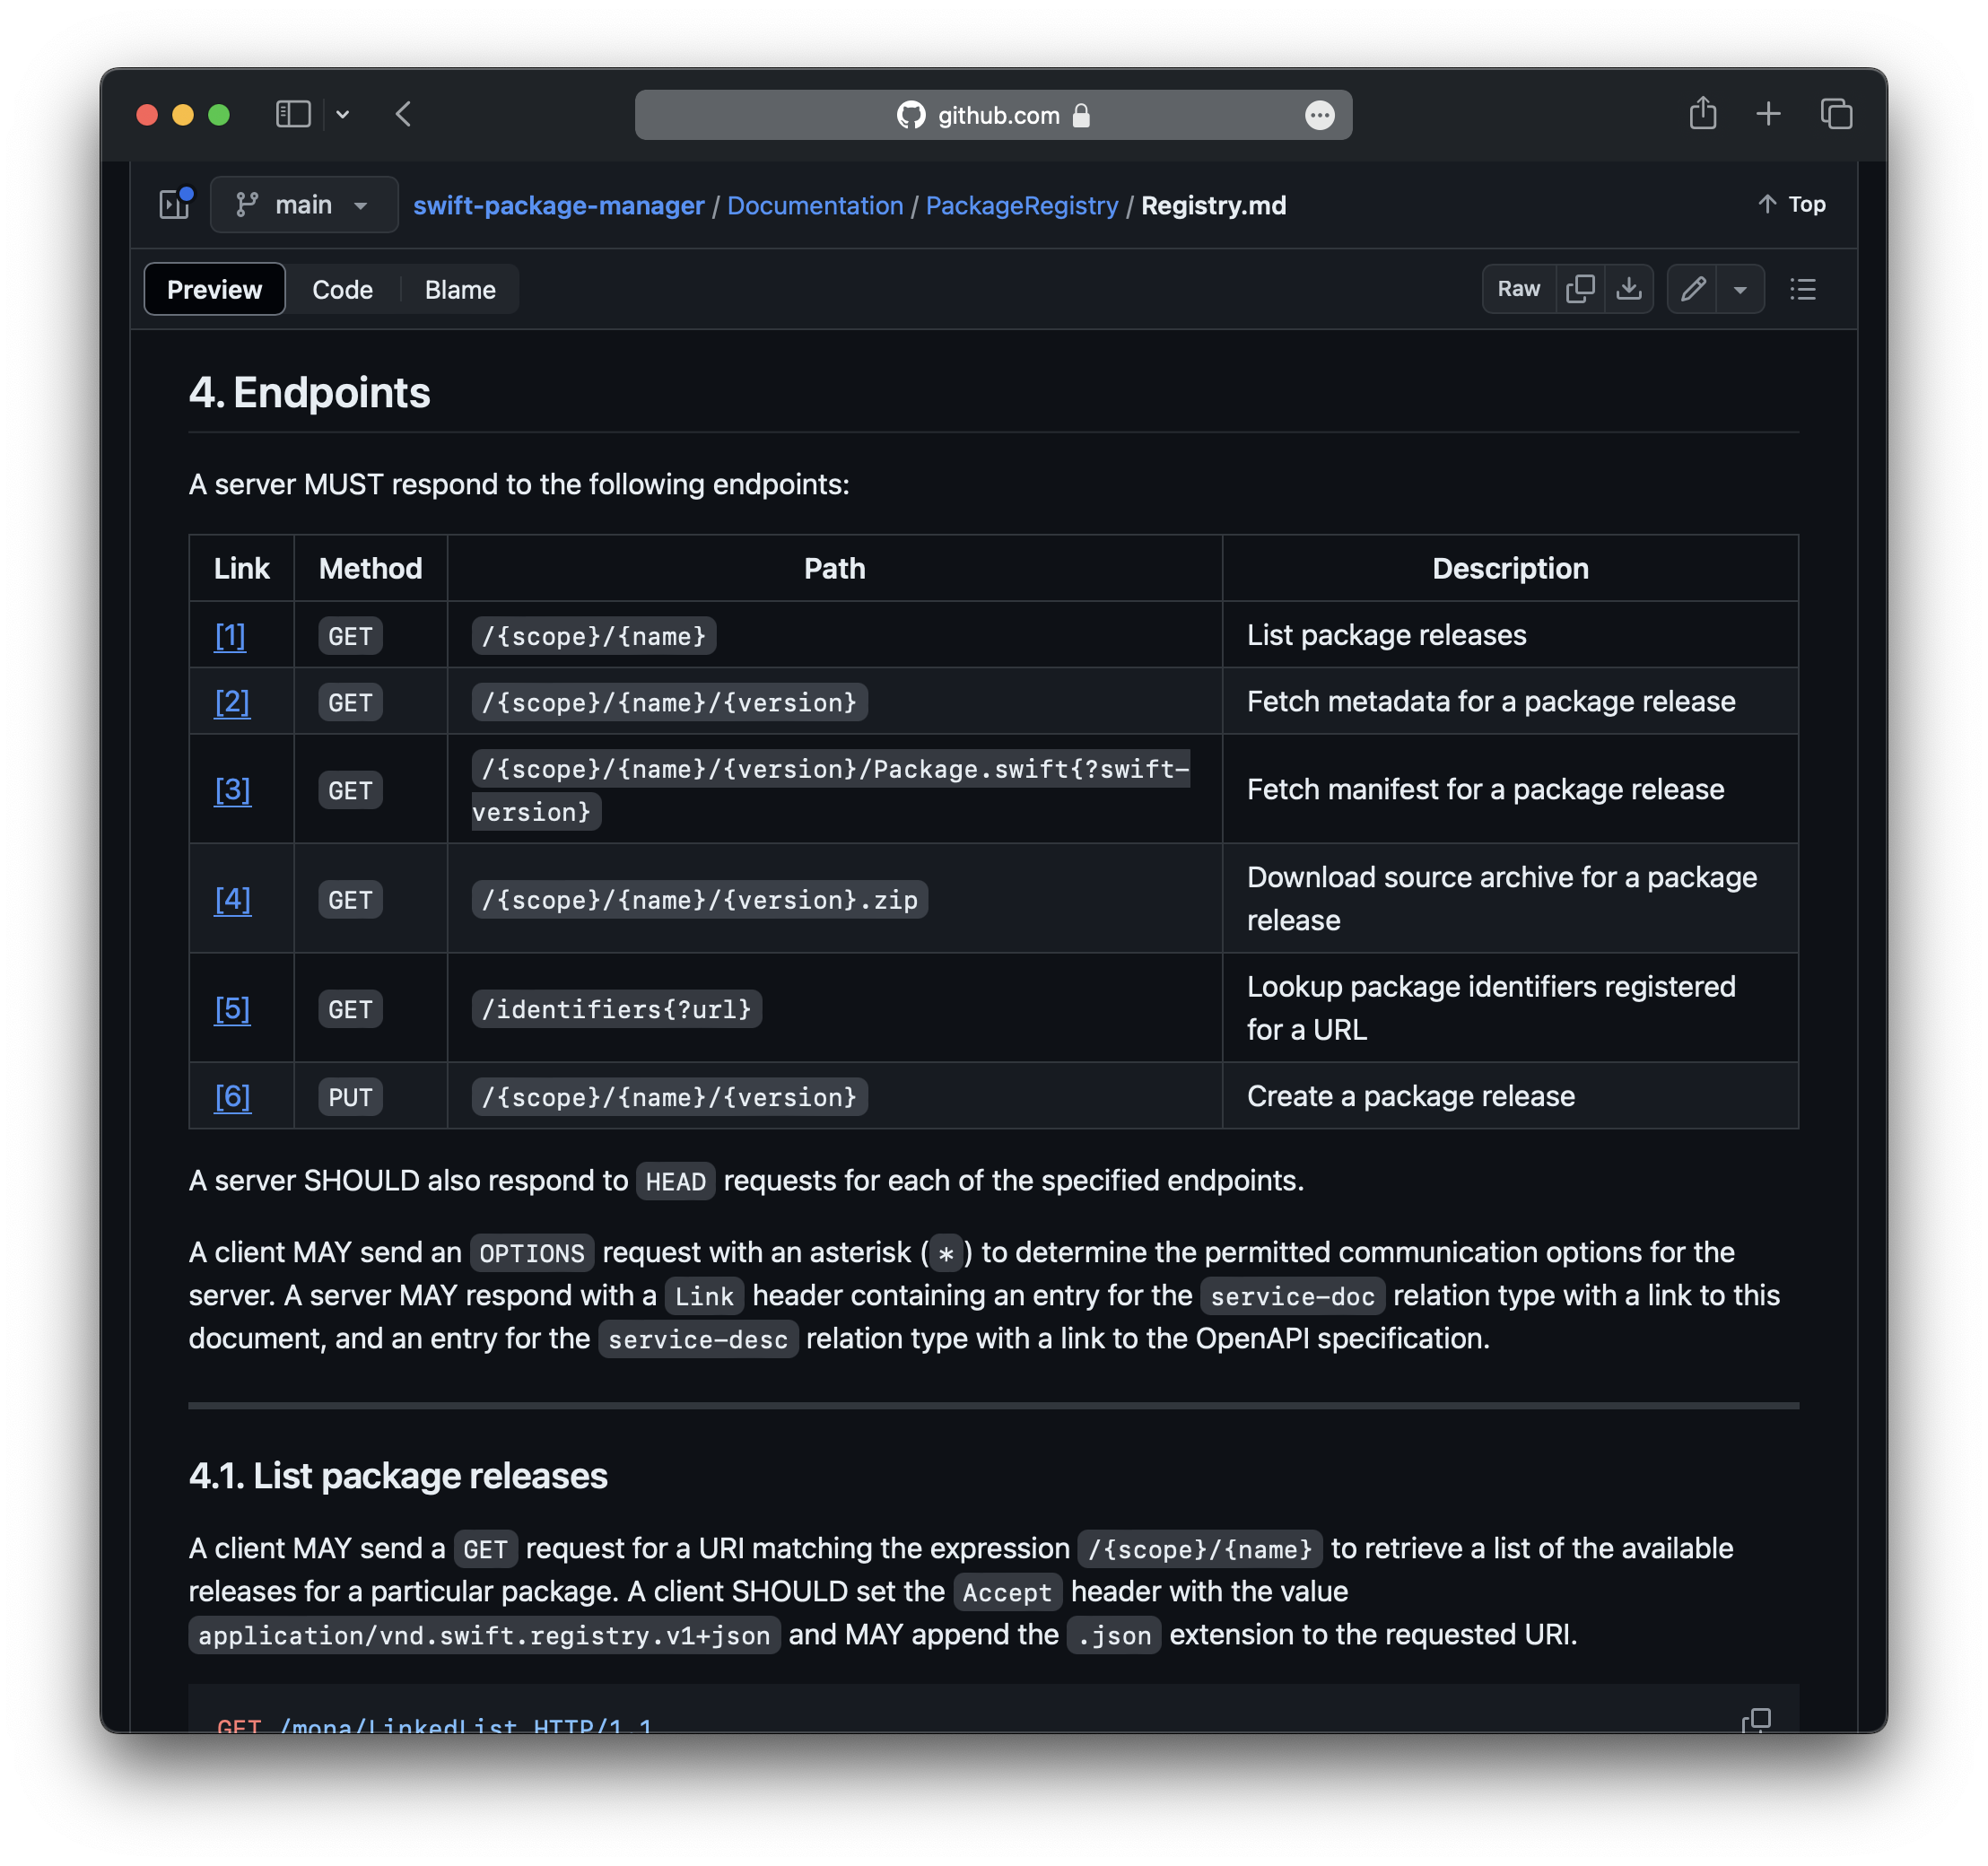 github.com
main
swift-package-manager / Documentation / PackageRegistry / Registry.md
Top
Preview
Code
Blame
Raw
4. Endpoints
A server MUST respond to the following endpoints:
Link Method Path Description
[1] GET /{scope}/{name} List package releases
[2] GET /{scope}/{name}/{version} Fetch metadata for a package release
[3] GET /{scope}/{name}/{version}/Package.swift{?swift-
version} Fetch manifest for a package release
[4] GET /{scope}/{name}/{version}.zip Download source archive for a package
release
[5] GET /identifiers{?url} Lookup package identifiers registered
for a URL
[6] PUT /{scope}/{name}/{version} Create a package release
A server SHOULD also respond to HEAD requests for each of the specified endpoints.
A client MAY send an OPTIONS request with an asterisk (*) to determine the permitted communication options for the
server. A server MAY respond with a Link header containing an entry for the service-doc relation type with a link to this
document, and an entry for the service-desc relation type with a link to the OpenAPI specification.
4.1. List package releases
A client MAY send a GET request for a URI matching the expression /{scope}/{name} to retrieve a list of the available
releases for a particular package. A client SHOULD set the Accept header with the value
application/vnd.swift.registry.v1+json and MAY append the .json extension to the requested URI.
GET /mona/LinkedList HTTP/1.1